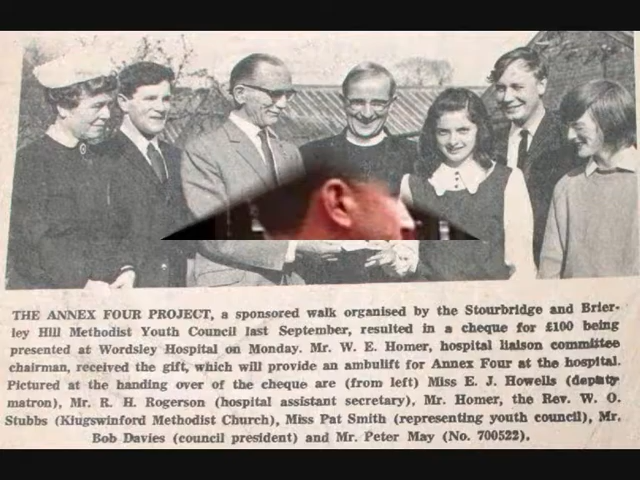 THE ANNEX FOUR PROJECT, a sponsored walk organised by the Stourbridge and Brier-
ley Hill Methodist Youth Council last September, resulted in a cheque for £100 being
presented at Wordsley Hospital on Monday. Mr. W. E. Homer, hospital liaison committee
chairman, received the gift, which will provide an ambulift for Annex Four at the hospital.
Pictured at the handing over of the cheque are (from left) Miss E. J. Howells (deputy
matron), Mr. R. H. Rogerson (hospital assistant secretary), Mr. Homer, the Rev. W. O.
Stubbs (Kingswinford Methodist Church), Miss Pat Smith (representing youth council), Mr.
Bob Davies (council president) and Mr. Peter May (No. 700522).